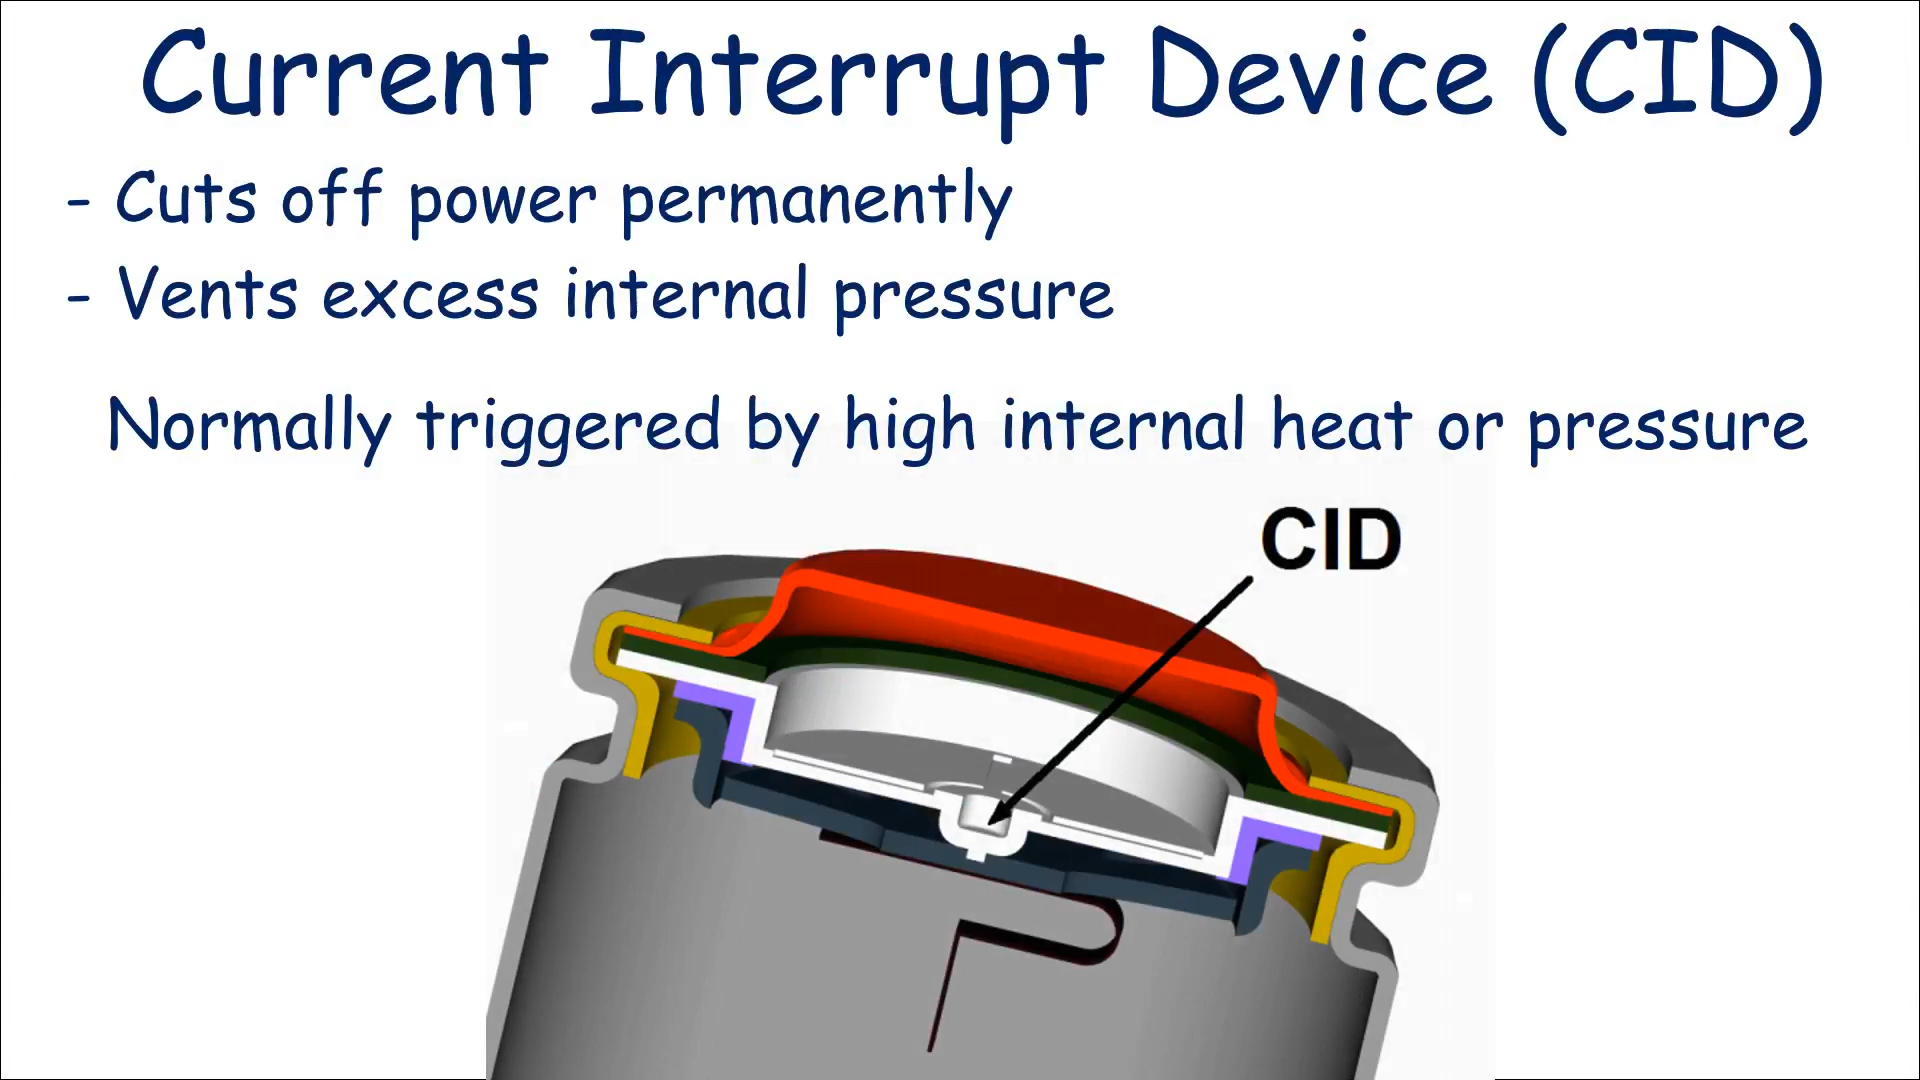 Current Interrupt Device (CID)
- Cuts off power permanently
- Vents excess internal pressure
Normally triggered by high internal heat or pressure
CID